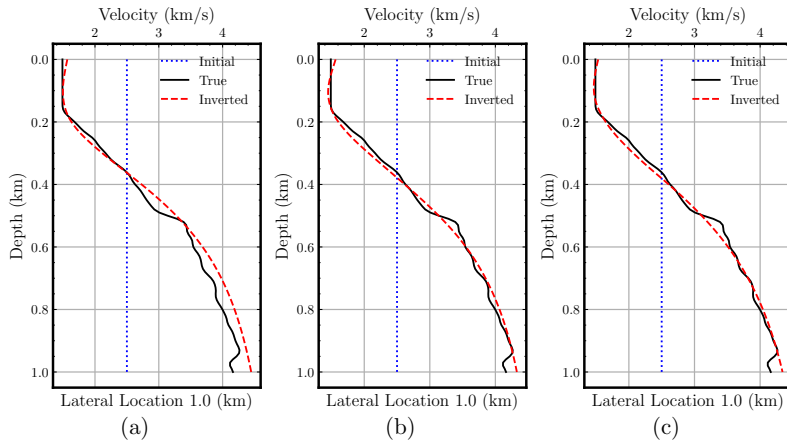 Velocity (km/s)
2 3 4
0.0
0.2
0.4
0.6
0.8
1.0
Depth (km)
Initial
True
Inverted
Lateral Location 1.0 (km)
(a)
Velocity (km/s)
2 3 4
0.0
0.2
0.4
0.6
0.8
1.0
Depth (km)
Initial
True
Inverted
Lateral Location 1.0 (km)
(b)
Velocity (km/s)
2 3 4
0.0
0.2
0.4
0.6
0.8
1.0
Depth (km)
Initial
True
Inverted
Lateral Location 1.0 (km)
(c)